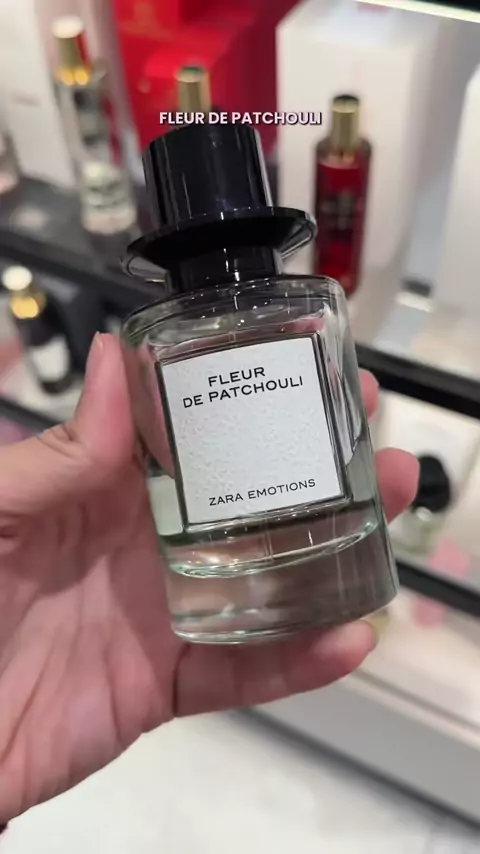 FLEUR DE PATCHOULI
FLEUR
DE PATCHOULI
ZARA EMOTIONS